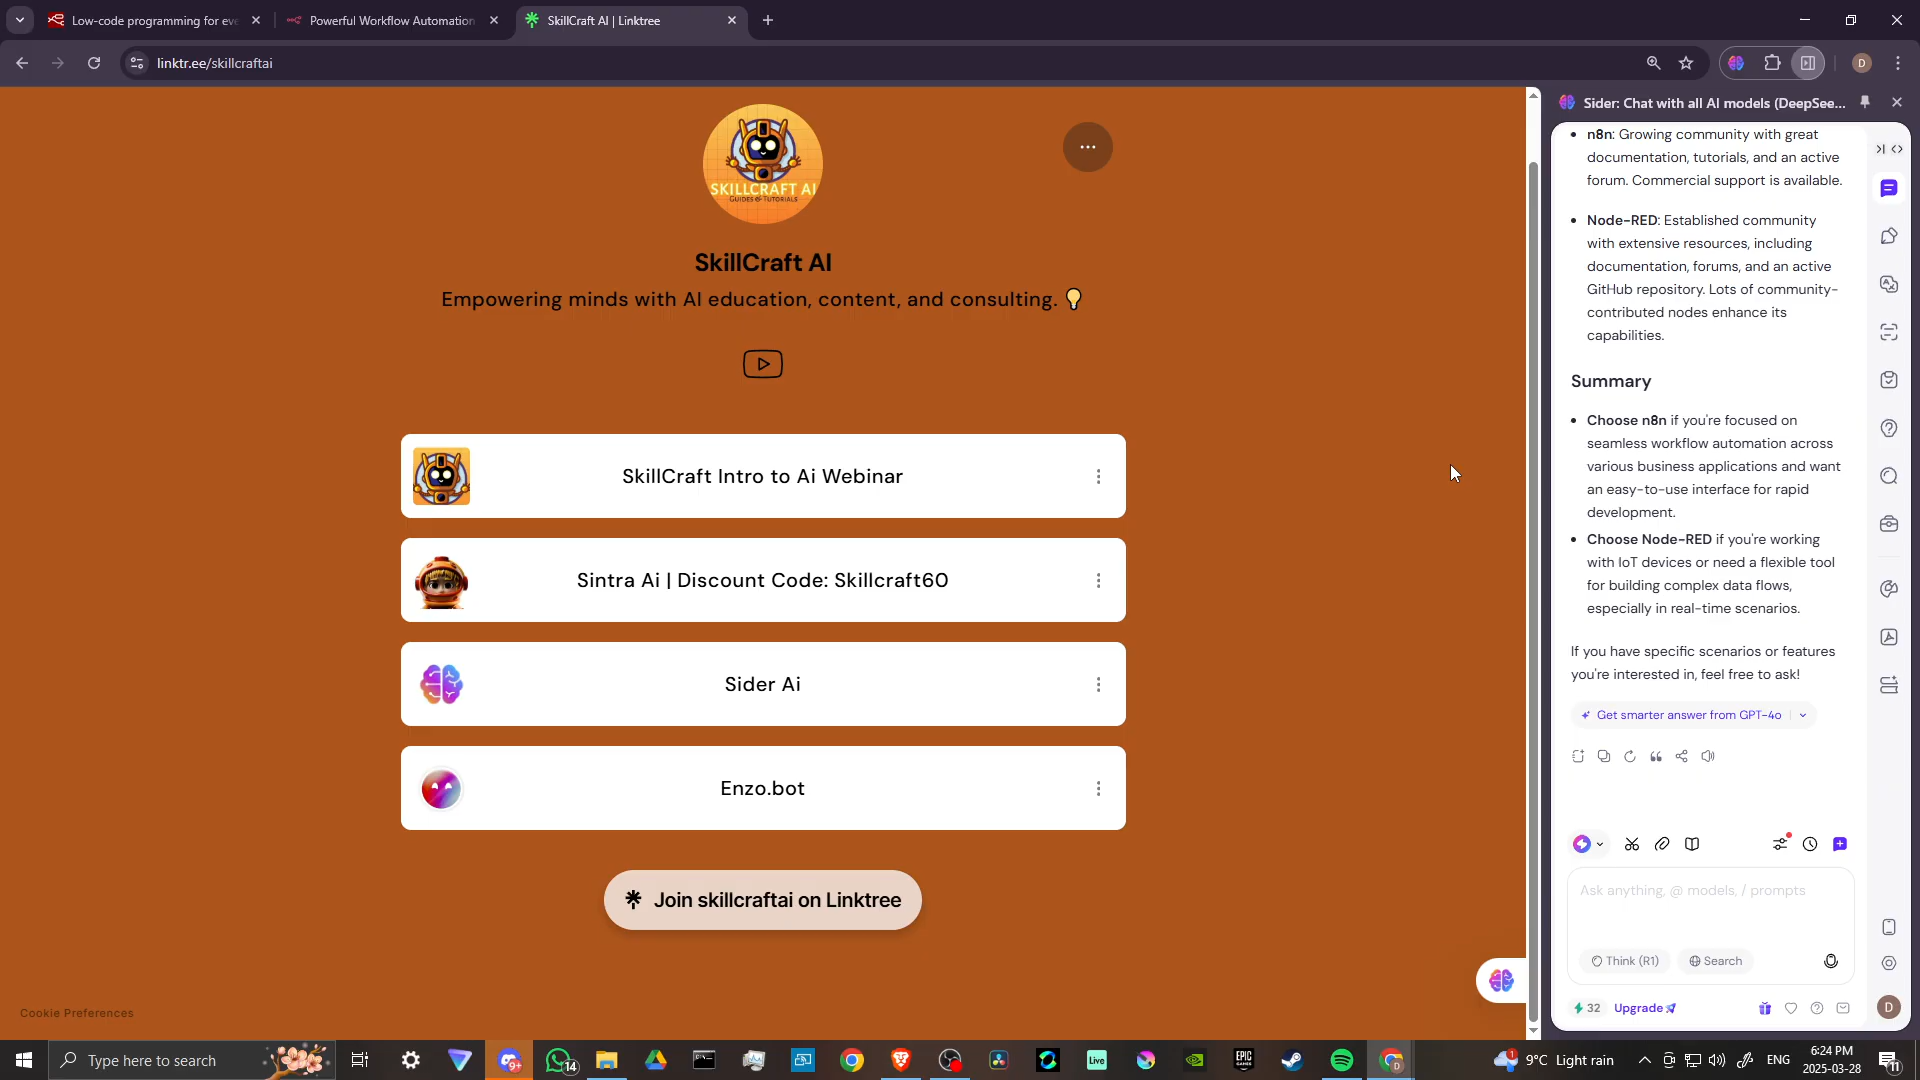 Low-code programming for eve
Powerful Workflow Automation
SkillCraft AI | Linktree
linktr.ee/skillcraftai
D
Sider: Chat with all AI models (DeepSee...
SKILLCRAFT AI
GUIDES & TUTORIALS
SkillCraft AI
Empowering minds with AI education, content, and consulting. 💡
SkillCraft Intro to Ai Webinar
Sintra Ai | Discount Code: Skillcraft60
Sider Ai
Enzo.bot
Join skillcraftai on Linktree
Cookie Preferences
• n8n: Growing community with great
documentation, tutorials, and an active
forum. Commercial support is available.
• Node-RED: Established community
with extensive resources, including
documentation, forums, and an active
GitHub repository. Lots of community-
contributed nodes enhance its
capabilities.
Summary
• Choose n8n if you're focused on
seamless workflow automation across
various business applications and want
an easy-to-use interface for rapid
development.
• Choose Node-RED if you're working
with IoT devices or need a flexible tool
for building complex data flows,
especially in real-time scenarios.
If you have specific scenarios or features
you're interested in, feel free to ask!
Get smarter answer from GPT-4o
Ask anything, @ models, / prompts
Think (R1)
Search
32
Upgrade
D
Type here to search
9+
14
Live
EPIC
GAMES
D
1
9°C Light rain
ENG
6:24 PM
2025-03-28
11